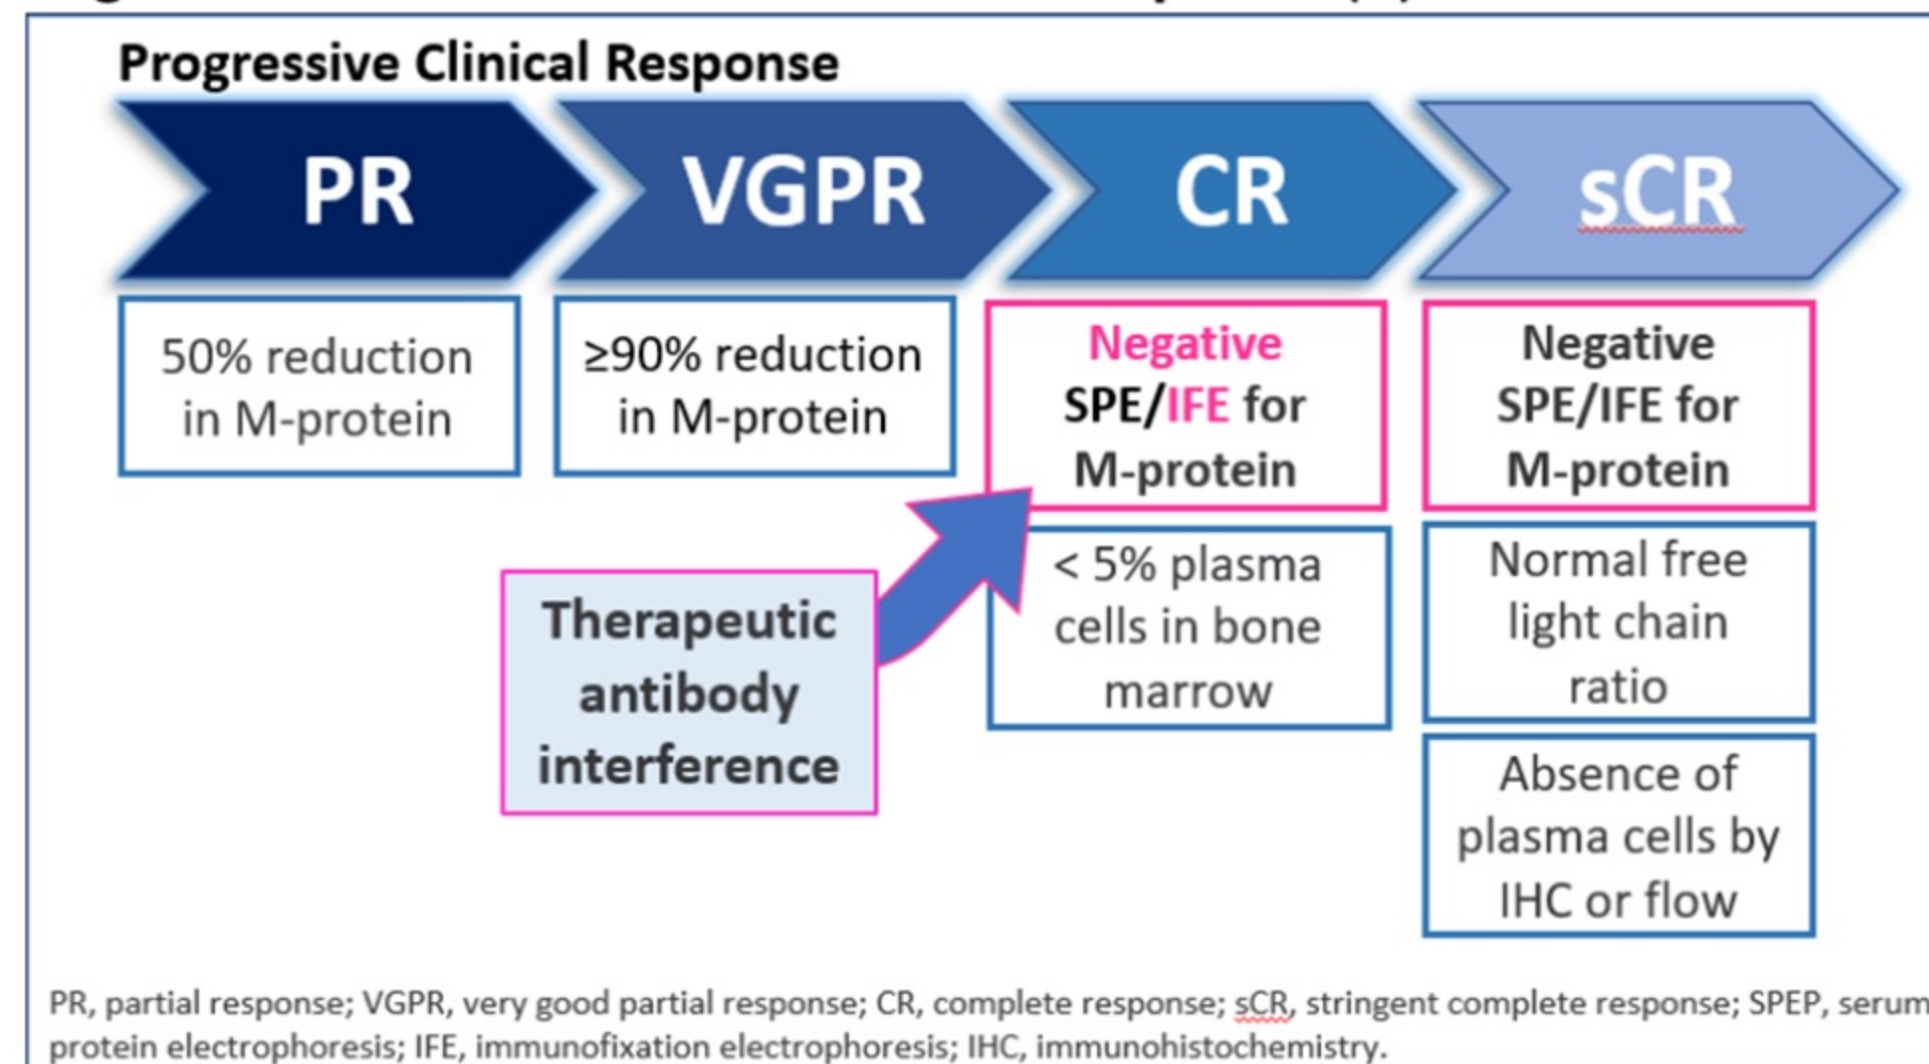 Progressive Clinical Response
PR
VGPR
CR
sCR
50% reduction
in M-protein
≥90% reduction
in M-protein
Negative
SPE/IFE for
M-protein
Negative
SPE/IFE for
M-protein
Therapeutic
antibody
interference
< 5% plasma
cells in bone
marrow
Normal free
light chain
ratio
Absence of
plasma cells by
IHC or flow
PR, partial response; VGPR, very good partial response; CR, complete response; sCR, stringent complete response; SPEP, serum
protein electrophoresis; IFE, immunofixation electrophoresis; IHC, immunohistochemistry.